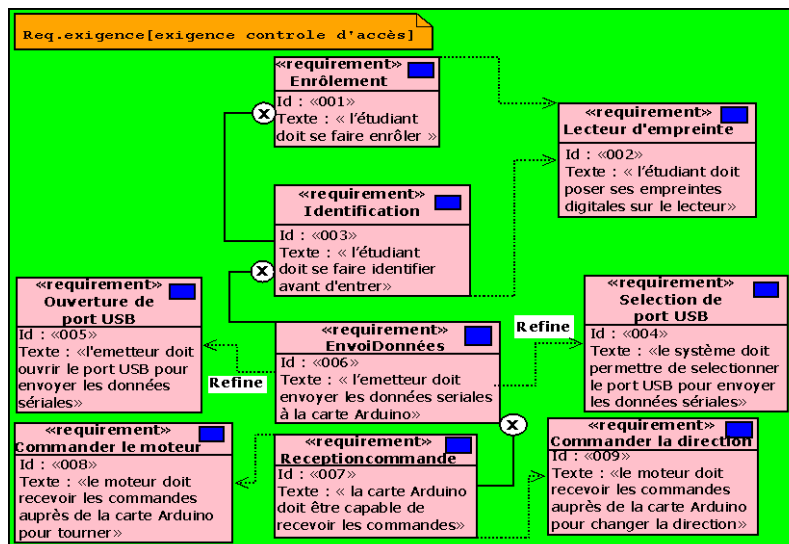 Req.exigence[exigence controle d'accès]
«requirement»
Enrôlement
Id : «001»
Texte : « l'étudiant
doit se faire enrôler »
«requirement»
Lecteur d'empreinte
Id : «002»
Texte : « l'étudiant doit
poser ses empreintes
digitales sur le lecteur»
«requirement»
Identification
Id : «003»
Texte : « l'étudiant
doit se faire identifier
avant d'entrer»
«requirement»
Ouverture de
port USB
Id : «005»
Texte : «l'emetteur doit
ouvrir le port USB pour
envoyer les données
sériales»
Refine
«requirement»
EnvoiDonnées
Id : «006»
Texte : « l'emetteur doit
envoyer les données seriales
à la carte Arduino»
Refine
«requirement»
Selection de
port USB
Id : «004»
Texte : «le système doit
permettre de selectionner
le port USB pour envoyer
les données sériales»
«requirement»
Commander le moteur
Id : «008»
Texte : «le moteur doit
recevoir les commandes
auprès de la carte Arduino
pour tourner»
«requirement»
Receptioncommande
Id : «007»
Texte : « la carte Arduino
doit être capable de
recevoir les commandes»
«requirement»
Commander la direction
Id : «009»
Texte : «le moteur doit
recevoir les commandes
auprès de la carte Arduino
pour changer la direction»